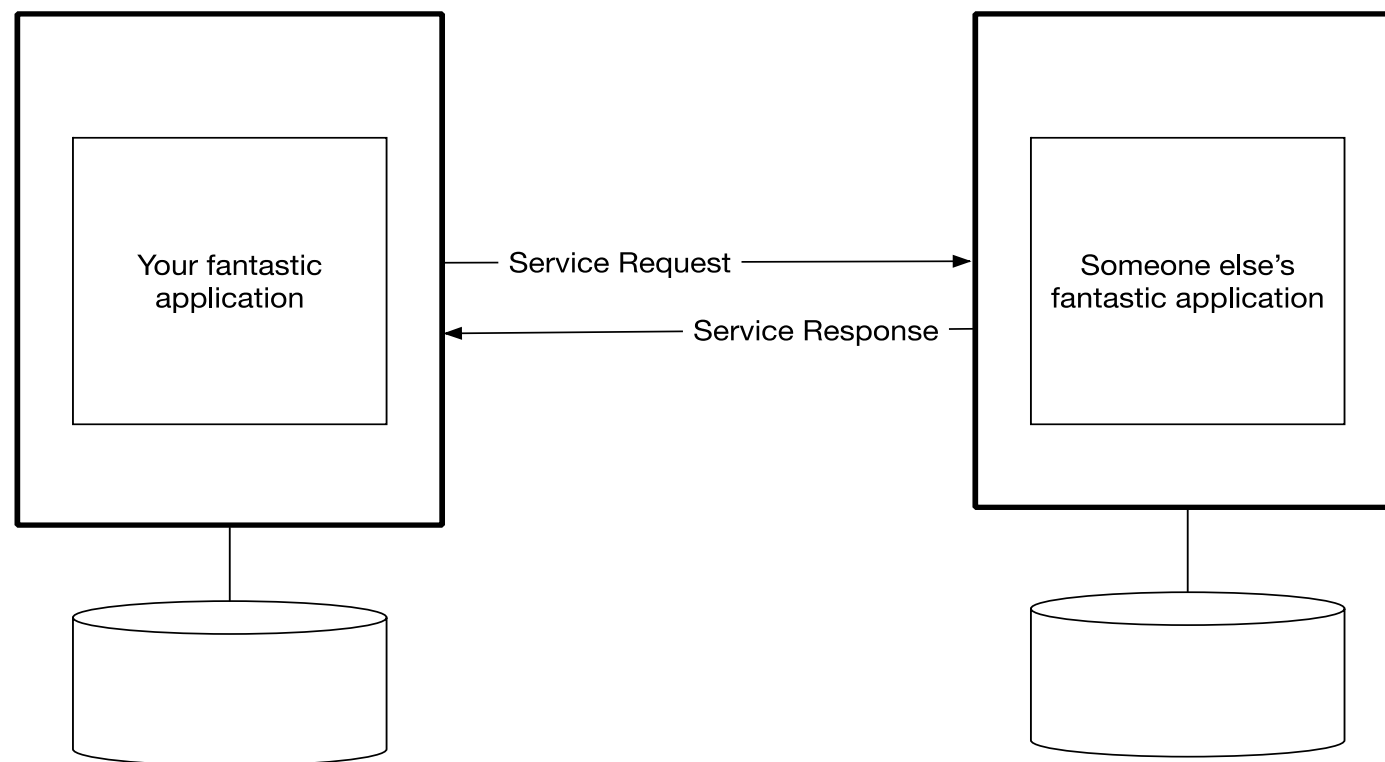 Your fantastic
application
Service Request
Service Response
Someone else's
fantastic application